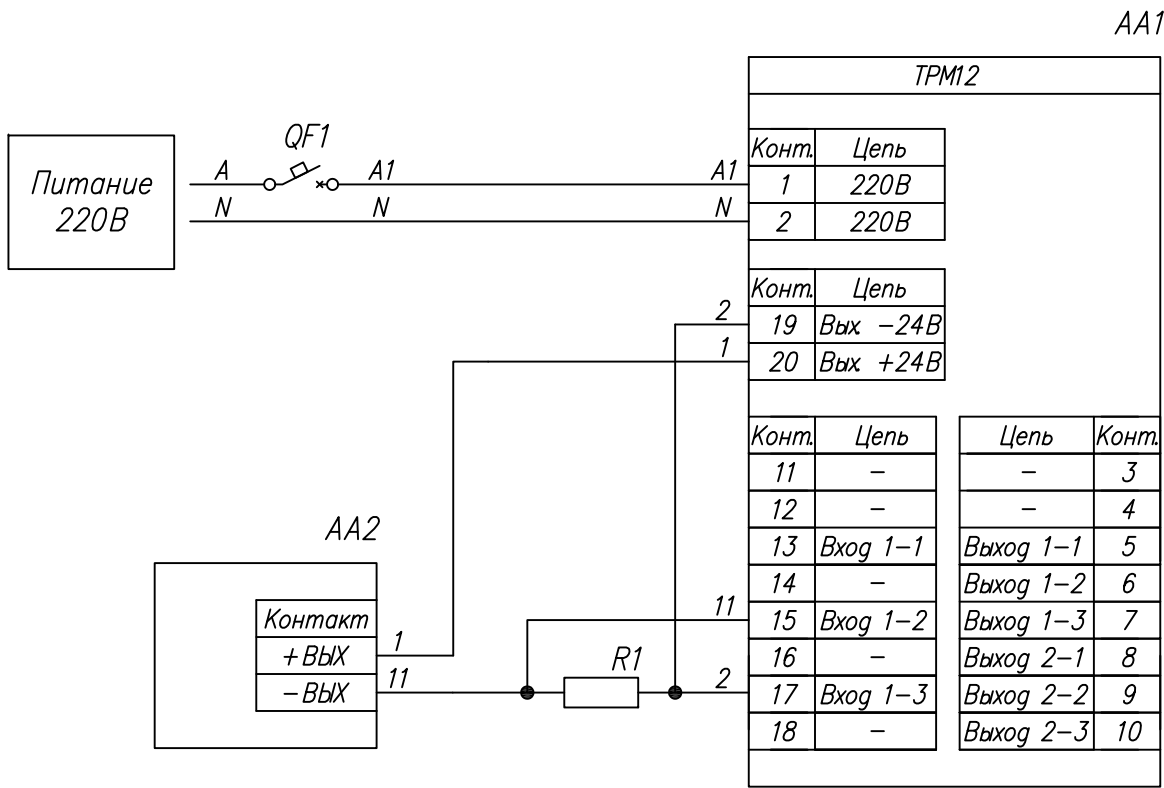 AA1
ТРМ12
Питание
220В
QF1
A
A1
A1
N
N
N
Конт. Цепь
1 220В
2 220В
Конт. Цепь
19 Вых. -24В
20 Вых. +24В
2
1
Конт. Цепь
11 -
12 -
13 Вход 1-1
14 -
15 Вход 1-2
16 -
17 Вход 1-3
18 -
Цепь Конт.
- 3
- 4
Выход 1-1 5
Выход 1-2 6
Выход 1-3 7
Выход 2-1 8
Выход 2-2 9
Выход 2-3 10
AA2
Контакт
+ВЫХ
-ВЫХ
1
11
R1
11
2